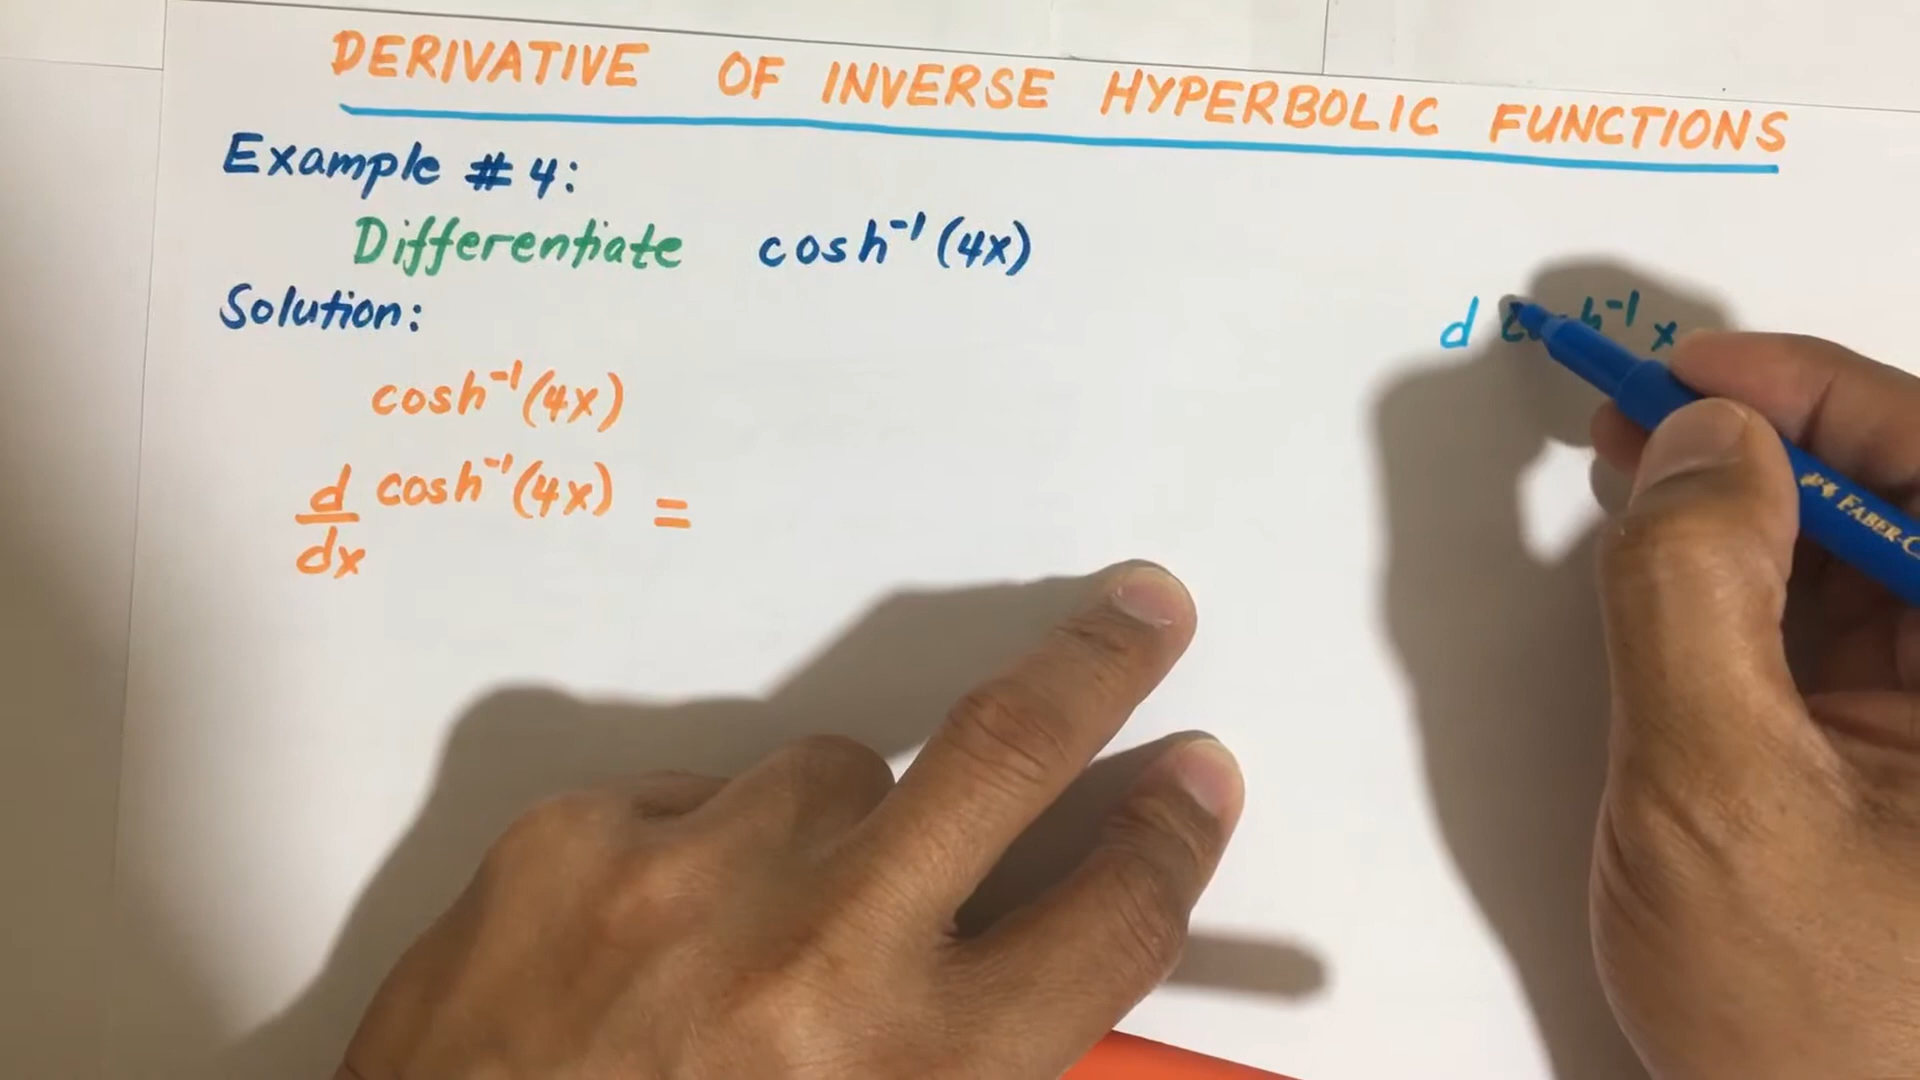 DERIVATIVE OF INVERSE HYPERBOLIC FUNCTIONS
Example # 4:
Differentiate cosh⁻¹(4x)
Solution:
cosh⁻¹(4x)
d/dx cosh⁻¹(4x) =
d h⁻¹ x